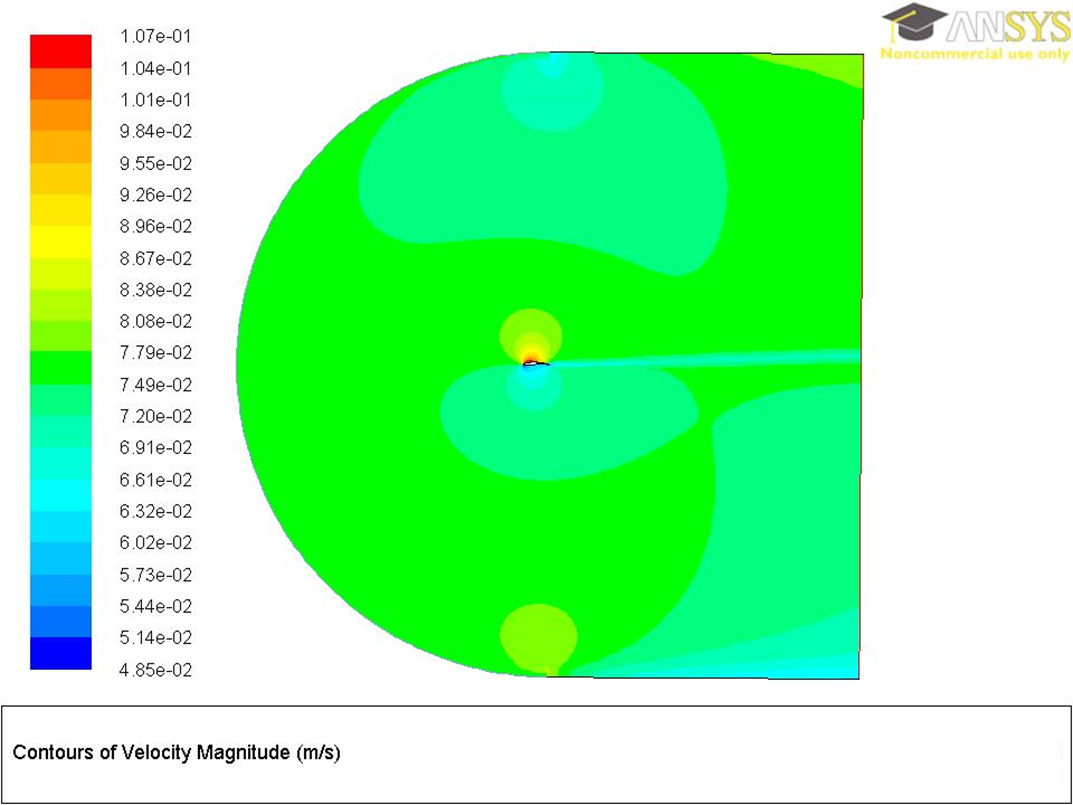 ANSYS
Noncommercial use only
1.07e-01
1.04e-01
1.01e-01
9.84e-02
9.55e-02
9.26e-02
8.96e-02
8.67e-02
8.38e-02
8.08e-02
7.79e-02
7.49e-02
7.20e-02
6.91e-02
6.61e-02
6.32e-02
6.02e-02
5.73e-02
5.44e-02
5.14e-02
4.85e-02
Contours of Velocity Magnitude (m/s)